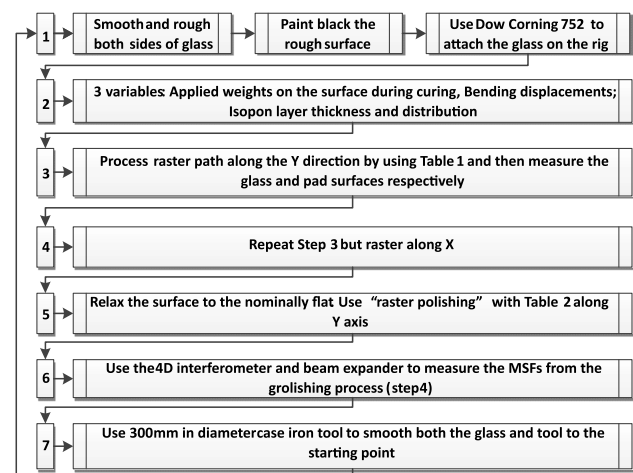 1
Smooth and rough
both sides of glass
Paint black the
rough surface
Use Dow Corning 752 to
attach the glass on the rig
2
3 variables: Applied weights on the surface during curing, Bending displacements;
Isopon layer thickness and distribution
3
Process raster path along the Y direction by using Table 1 and then measure the
glass and pad surfaces respectively
4
Repeat Step 3 but raster along X
5
Relax the surface to the nominally flat Use “raster polishing” with Table 2 along
Y axis
6
Use the 4D interferometer and beam expander to measure the MSFs from the
grolishing process (step4)
7
Use 300mm in diametercase iron tool to smooth both the glass and tool to the
starting point